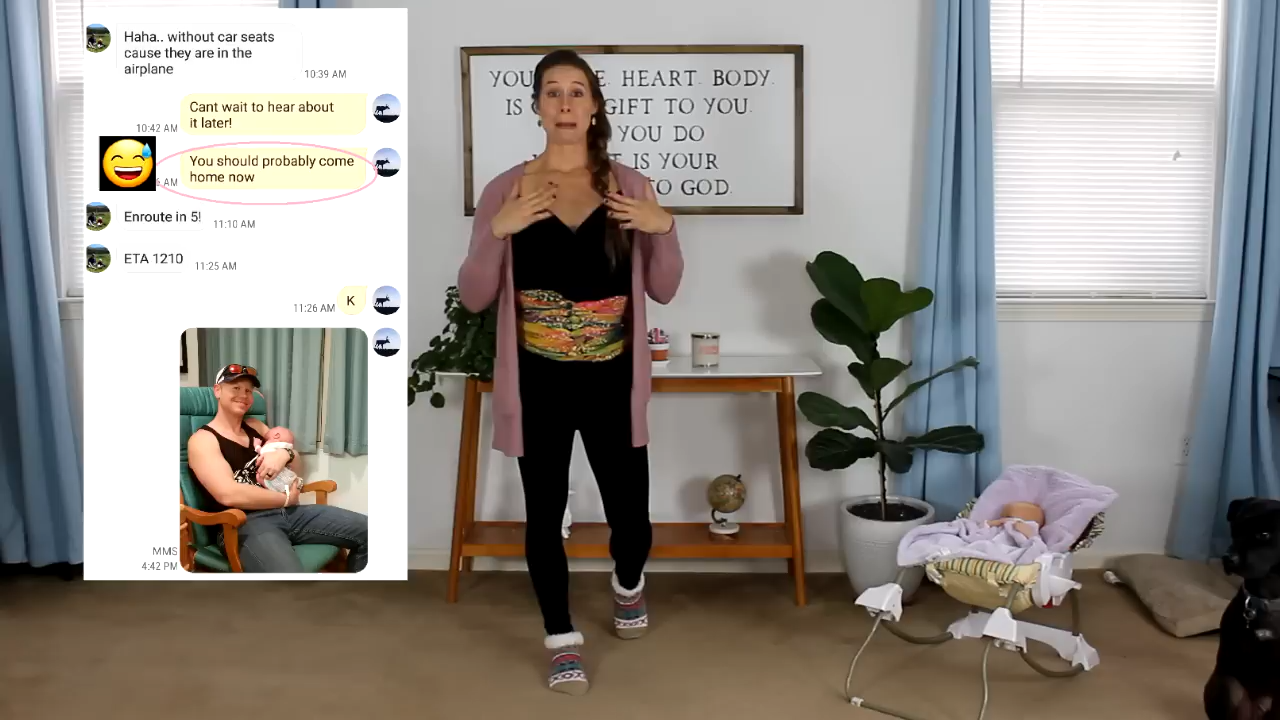 Haha.. without car seats
cause they are in the
airplane
10:39 AM
Cant wait to hear about
it later!
10:42 AM
You should probably come
home now
AM
Enroute in 5!
11:10 AM
ETA 1210
11:25 AM
K
11:26 AM
MMS
4:42 PM
HEART. BODY.
IS GIFT TO YOU.
YOU DO
IS YOUR
TO GOD.